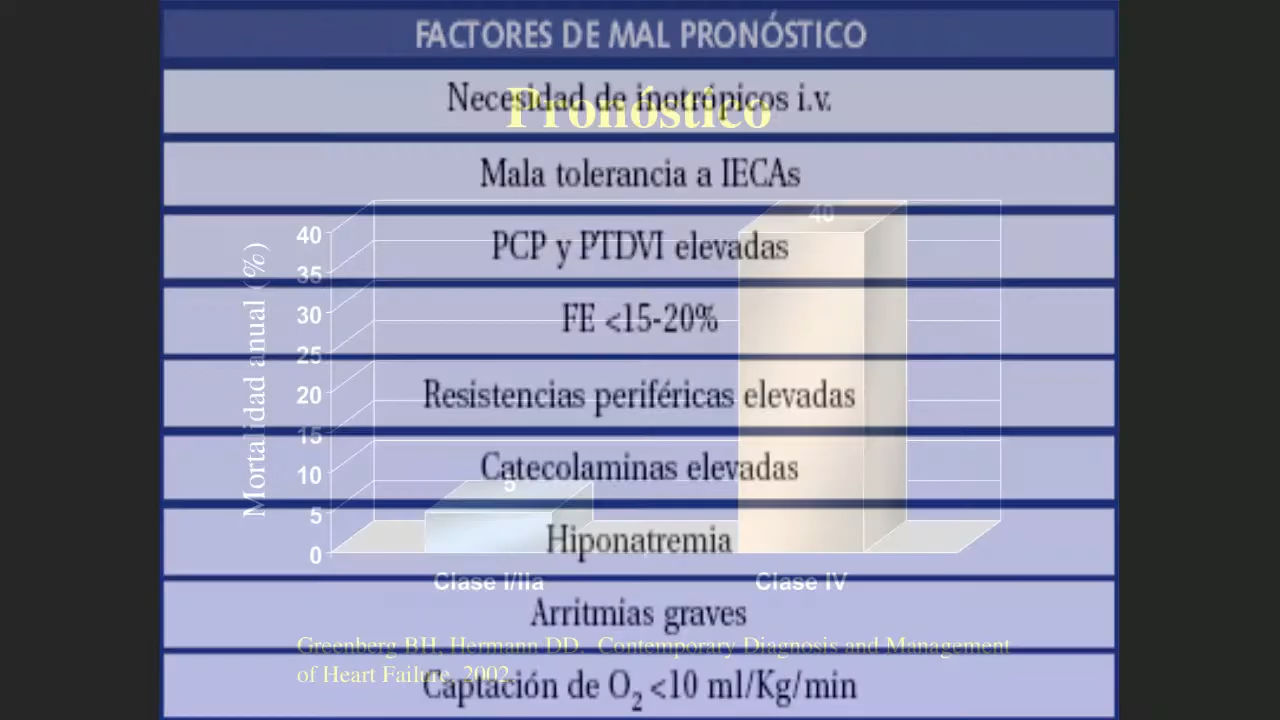 FACTORES DE MAL PRONÓSTICO
Necesidad de inotrópicos i.v.
Pronóstico
Mala tolerancia a IECAs
PCP y PTDVI elevadas
FE <15-20%
Resistencias periféricas elevadas
Catecolaminas elevadas
Hiponatremia
Arritmias graves
Captación de O₂ <10 ml/Kg/min
Mortalidad anual (%)
40
35
30
25
20
15
10
5
0
40
5
Clase I/IIa
Clase IV
Greenberg BH, Hermann DD. Contemporary Diagnosis and Management
of Heart Failure, 2002.